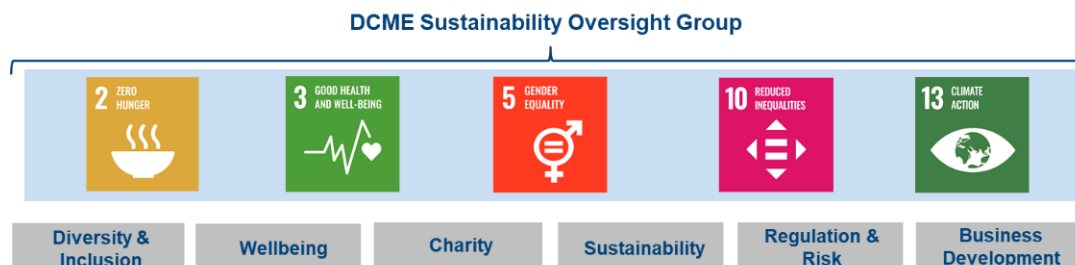 DCME Sustainability Oversight Group
2 ZERO
HUNGER
3 GOOD HEALTH
AND WELL-BEING
5 GENDER
EQUALITY
10 REDUCED
INEQUALITIES
13 CLIMATE
ACTION
Diversity &
Inclusion
Wellbeing
Charity
Sustainability
Regulation &
Risk
Business
Development